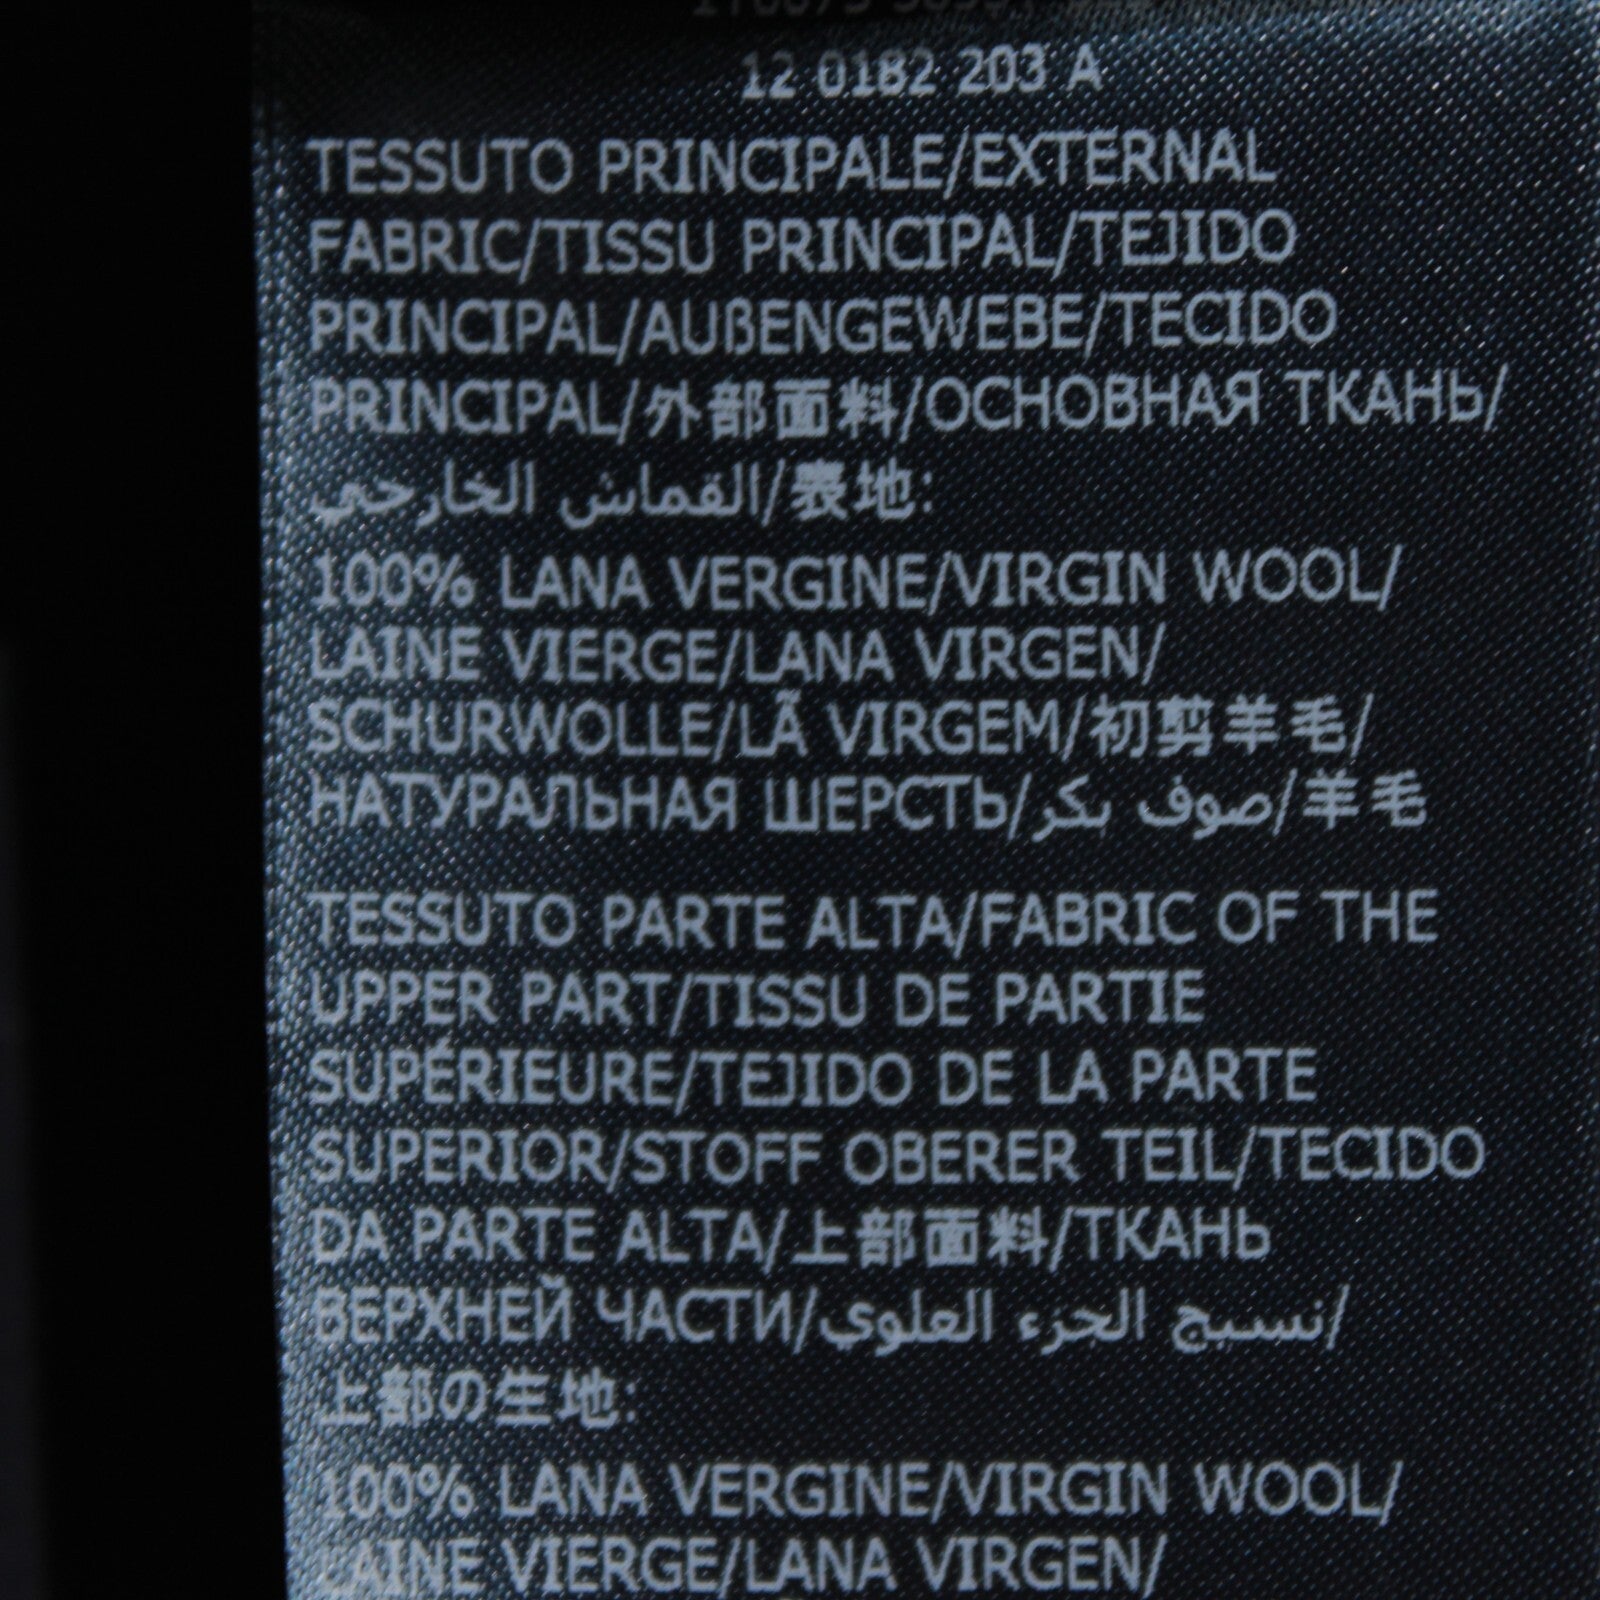 12 0182 203 A
TESSUTO PRINCIPALE/EXTERNAL
FABRIC/TISSU PRINCIPAL/TEJIDO
PRINCIPAL/AUßENGEWEBE/TECIDO
PRINCIPAL/外部面料/ОСНОВНАЯ ТКАНЬ/
القماش الخارجي/表地:
100% LANA VERGINE/VIRGIN WOOL/
LAINE VIERGE/LANA VIRGEN/
SCHURWOLLE/LÃ VIRGEM/初剪羊毛/
НАТУРАЛЬНАЯ ШЕРСТЬ/صوف بكر/羊毛
TESSUTO PARTE ALTA/FABRIC OF THE
UPPER PART/TISSU DE PARTIE
SUPÉRIEURE/TEJIDO DE LA PARTE
SUPERIOR/STOFF OBERER TEIL/TECIDO
DA PARTE ALTA/上部面料/ТКАНЬ
ВЕРХНЕЙ ЧАСТИ/نسيج الجزء العلوي/
上部の生地:
100% LANA VERGINE/VIRGIN WOOL/
LAINE VIERGE/LANA VIRGEN/